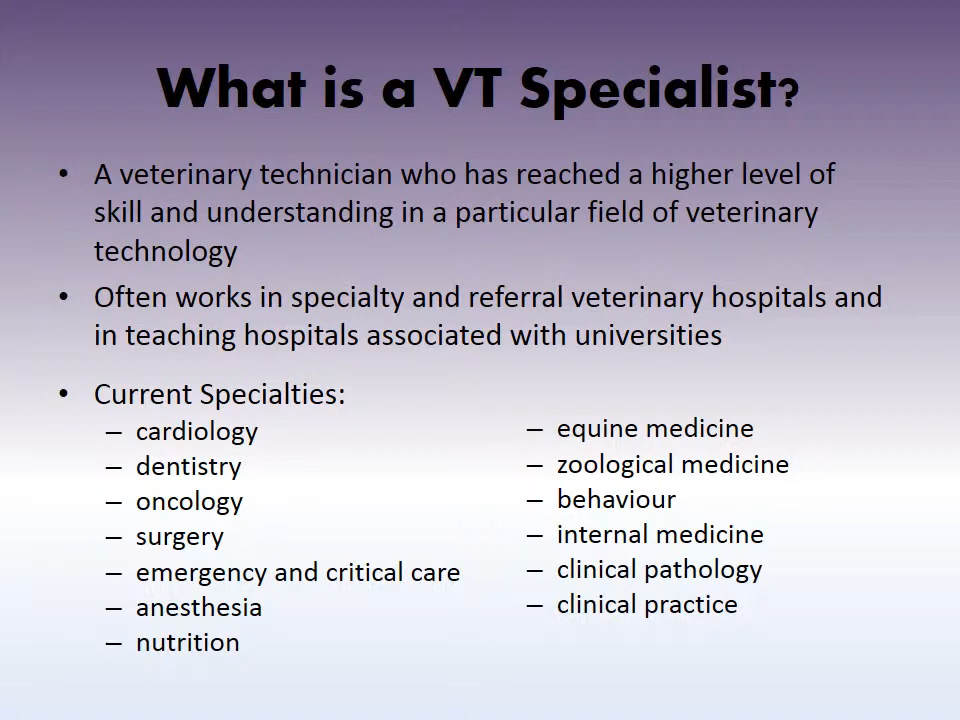 What is a VT Specialist?
• A veterinary technician who has reached a higher level of
skill and understanding in a particular field of veterinary
technology
• Often works in specialty and referral veterinary hospitals and
in teaching hospitals associated with universities
• Current Specialties:
– cardiology
– dentistry
– oncology
– surgery
– emergency and critical care
– anesthesia
– nutrition
– equine medicine
– zoological medicine
– behaviour
– internal medicine
– clinical pathology
– clinical practice